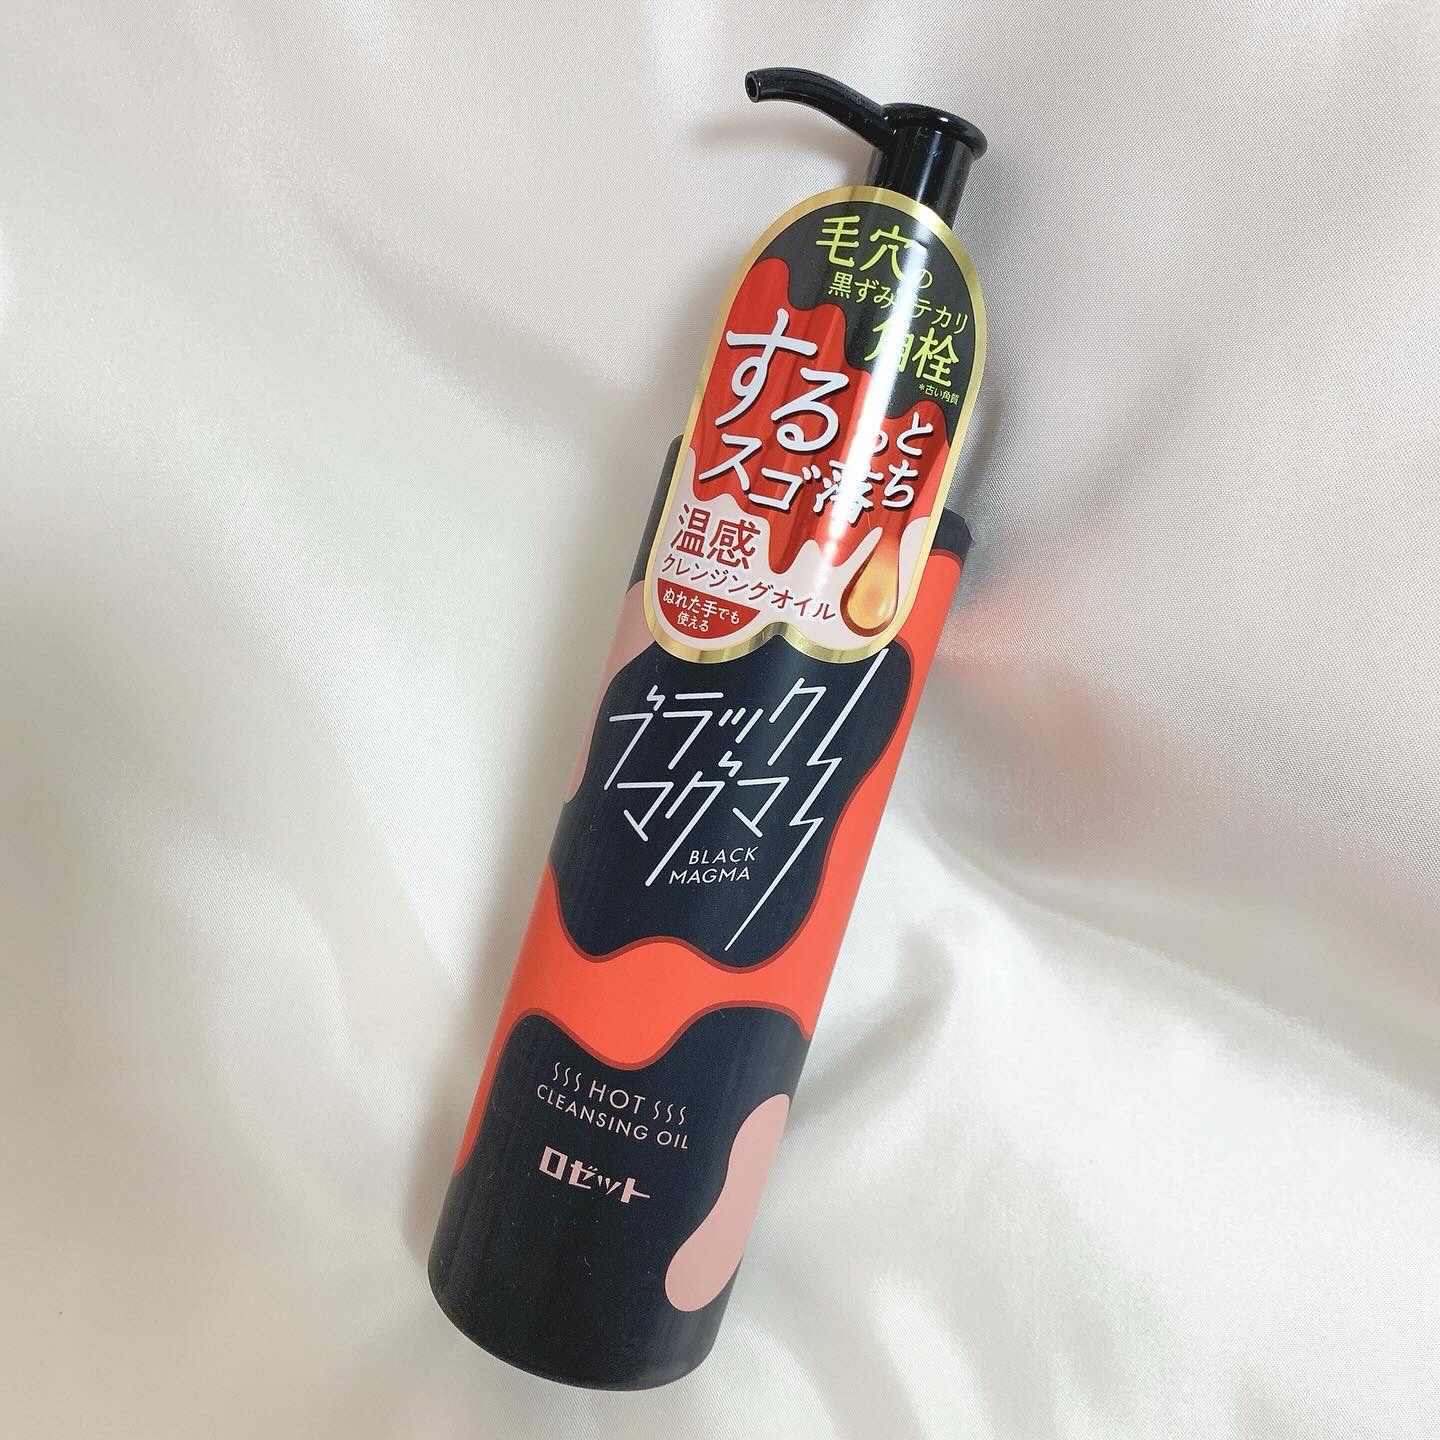 毛穴の
黒ずみ テカリ
角栓
*古い角質
するっと
スゴ落ち
温感
クレンジングオイル
ぬれた手でも
使える
ブラック
マグマ
BLACK
MAGMA
HOT
CLEANSING OIL
ロゼット